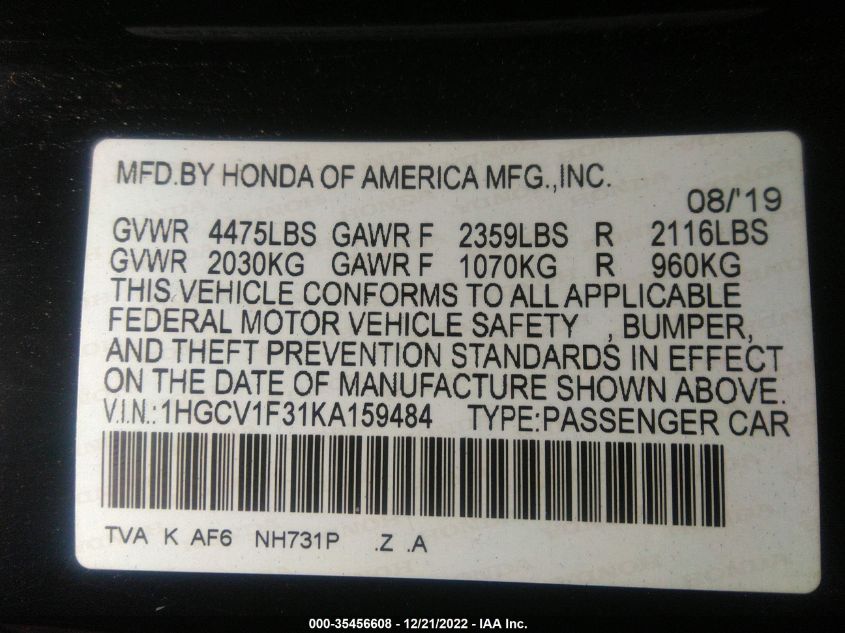 MFD.BY HONDA OF AMERICA MFG.,INC.
08/'19
GVWR 4475LBS GAWR F 2359LBS R 2116LBS
GVWR 2030KG GAWR F 1070KG R 960KG
THIS VEHICLE CONFORMS TO ALL APPLICABLE
FEDERAL MOTOR VEHICLE SAFETY , BUMPER,
AND THEFT PREVENTION STANDARDS IN EFFECT
ON THE DATE OF MANUFACTURE SHOWN ABOVE.
V.I.N.:1HGCV1F31KA159484 TYPE:PASSENGER CAR
TVA K AF6 NH731P .Z .A
000-35456608 - 12/21/2022 - IAA Inc.